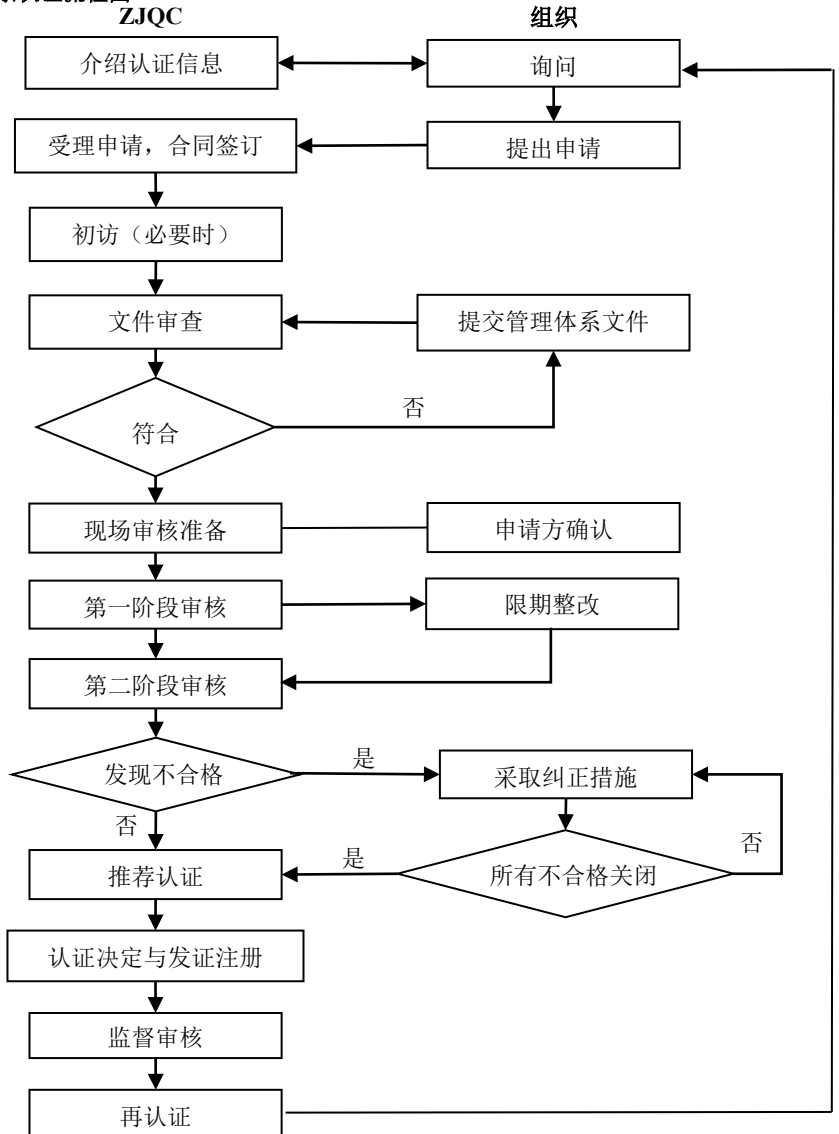 ZJQC 组织
介绍认证信息 询问
受理申请，合同签订 提出申请
初访（必要时）
文件审查 提交管理体系文件
否
符合
现场审核准备 申请方确认
第一阶段审核 限期整改
第二阶段审核
是
发现不合格 采取纠正措施
否 是 否
推荐认证 所有不合格关闭
认证决定与发证注册
监督审核
再认证